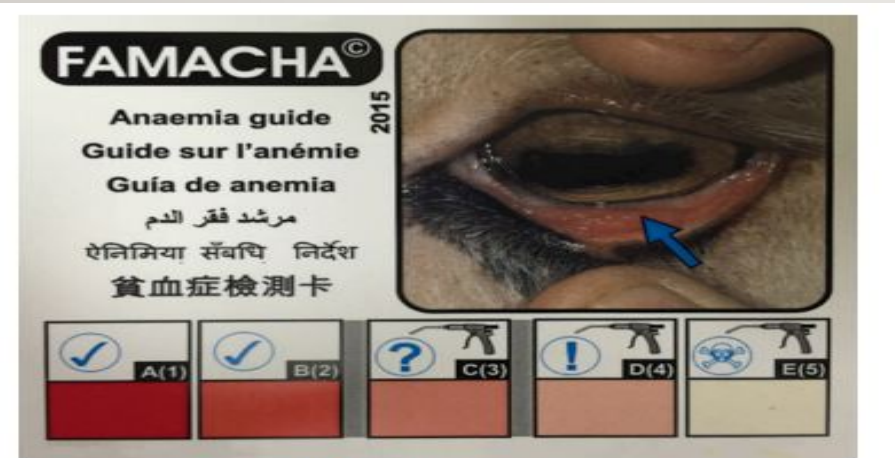 FAMACHA©
2015
Anaemia guide
Guide sur l'anémie
Guía de anemia
مرشد فقر الدم
ऐनिमिया सँबधि निर्देश
貧血症檢測卡
A(1)
B(2)
?
C(3)
!
D(4)
E(5)